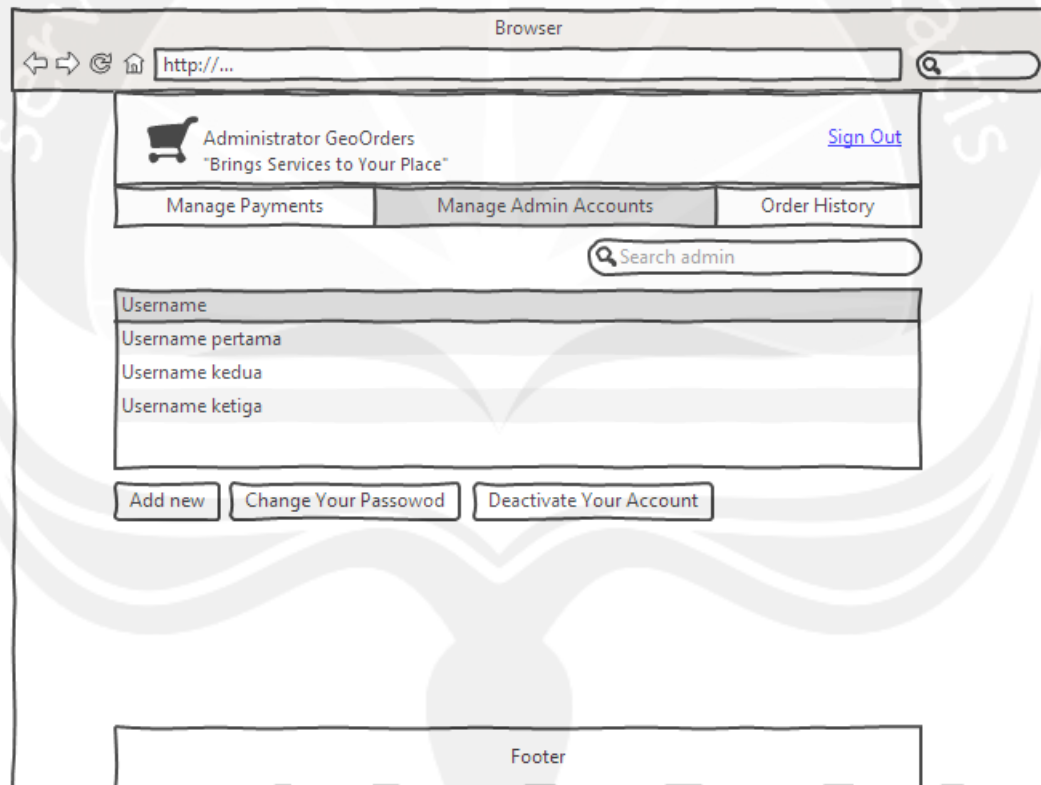 Browser
http://...
Administrator GeoOrders
"Brings Services to Your Place"
Sign Out
Manage Payments
Manage Admin Accounts
Order History
Search admin
Username
Username pertama
Username kedua
Username ketiga
Add new
Change Your Passowod
Deactivate Your Account
Footer